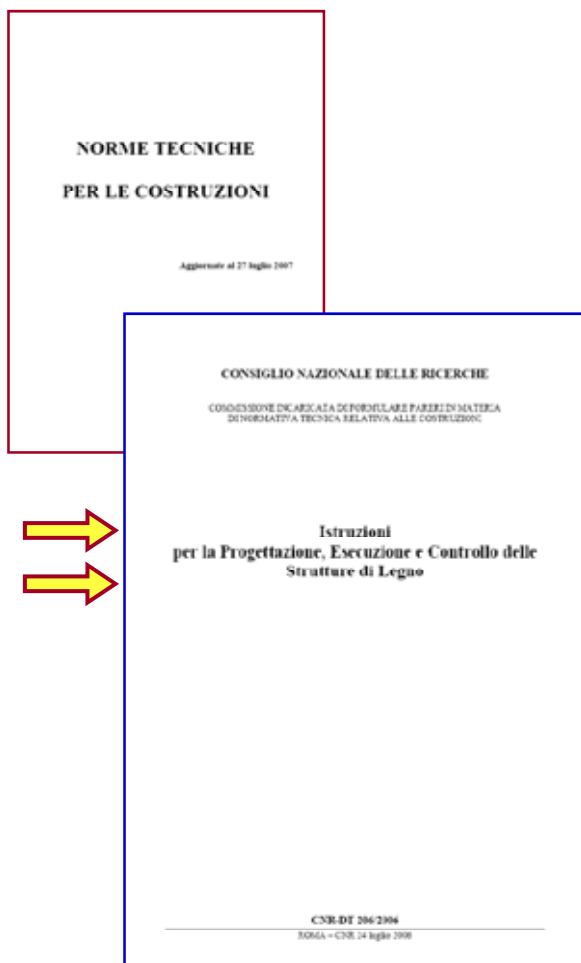 NORME TECNICHE
PER LE COSTRUZIONI
Aggiornate al 27 luglio 2007
CONSIGLIO NAZIONALE DELLE RICERCHE
COMMISSIONE INCARICATA DI FORMULARE PARERI IN MATERIA
DI NORMATIVA TECNICA RELATIVA ALLE COSTRUZIONI
Istruzioni
per la Progettazione, Esecuzione e Controllo delle
Strutture di Legno
CNR-DT 206/2006
ROMA – CNR 24 luglio